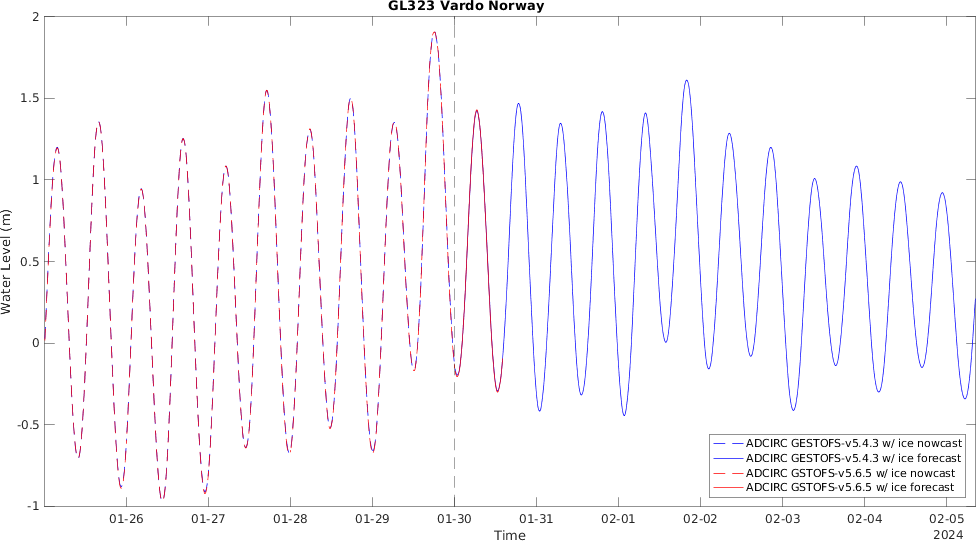 GL323 Vardo Norway
2
1.5
1
0.5
0
-0.5
-1
Water Level (m)
01-26 01-27 01-28 01-29 01-30 01-31 02-01 02-02 02-03 02-04 02-05
2024
Time
ADCIRC GESTOFS-v5.4.3 w/ ice nowcast
ADCIRC GESTOFS-v5.4.3 w/ ice forecast
ADCIRC GSTOFS-v5.6.5 w/ ice nowcast
ADCIRC GSTOFS-v5.6.5 w/ ice forecast